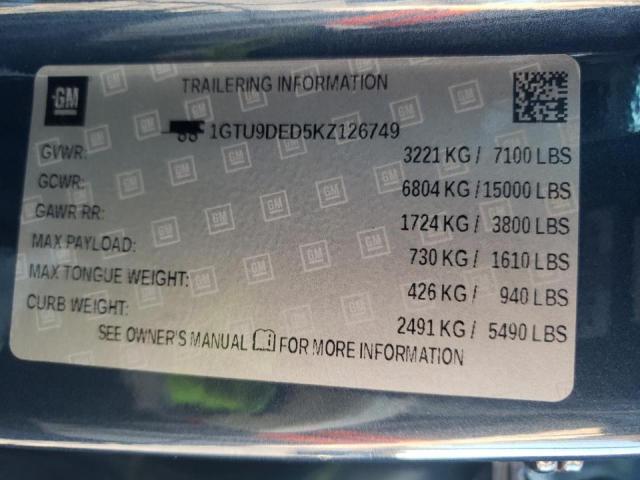 GM
TRAILERING INFORMATION
1GTU9DED5KZ126749
GVWR: 3221 KG / 7100 LBS
GCWR: 6804 KG / 15000 LBS
GAWR RR: 1724 KG / 3800 LBS
MAX PAYLOAD: 730 KG / 1610 LBS
MAX TONGUE WEIGHT: 426 KG / 940 LBS
CURB WEIGHT: 2491 KG / 5490 LBS
SEE OWNER'S MANUAL FOR MORE INFORMATION